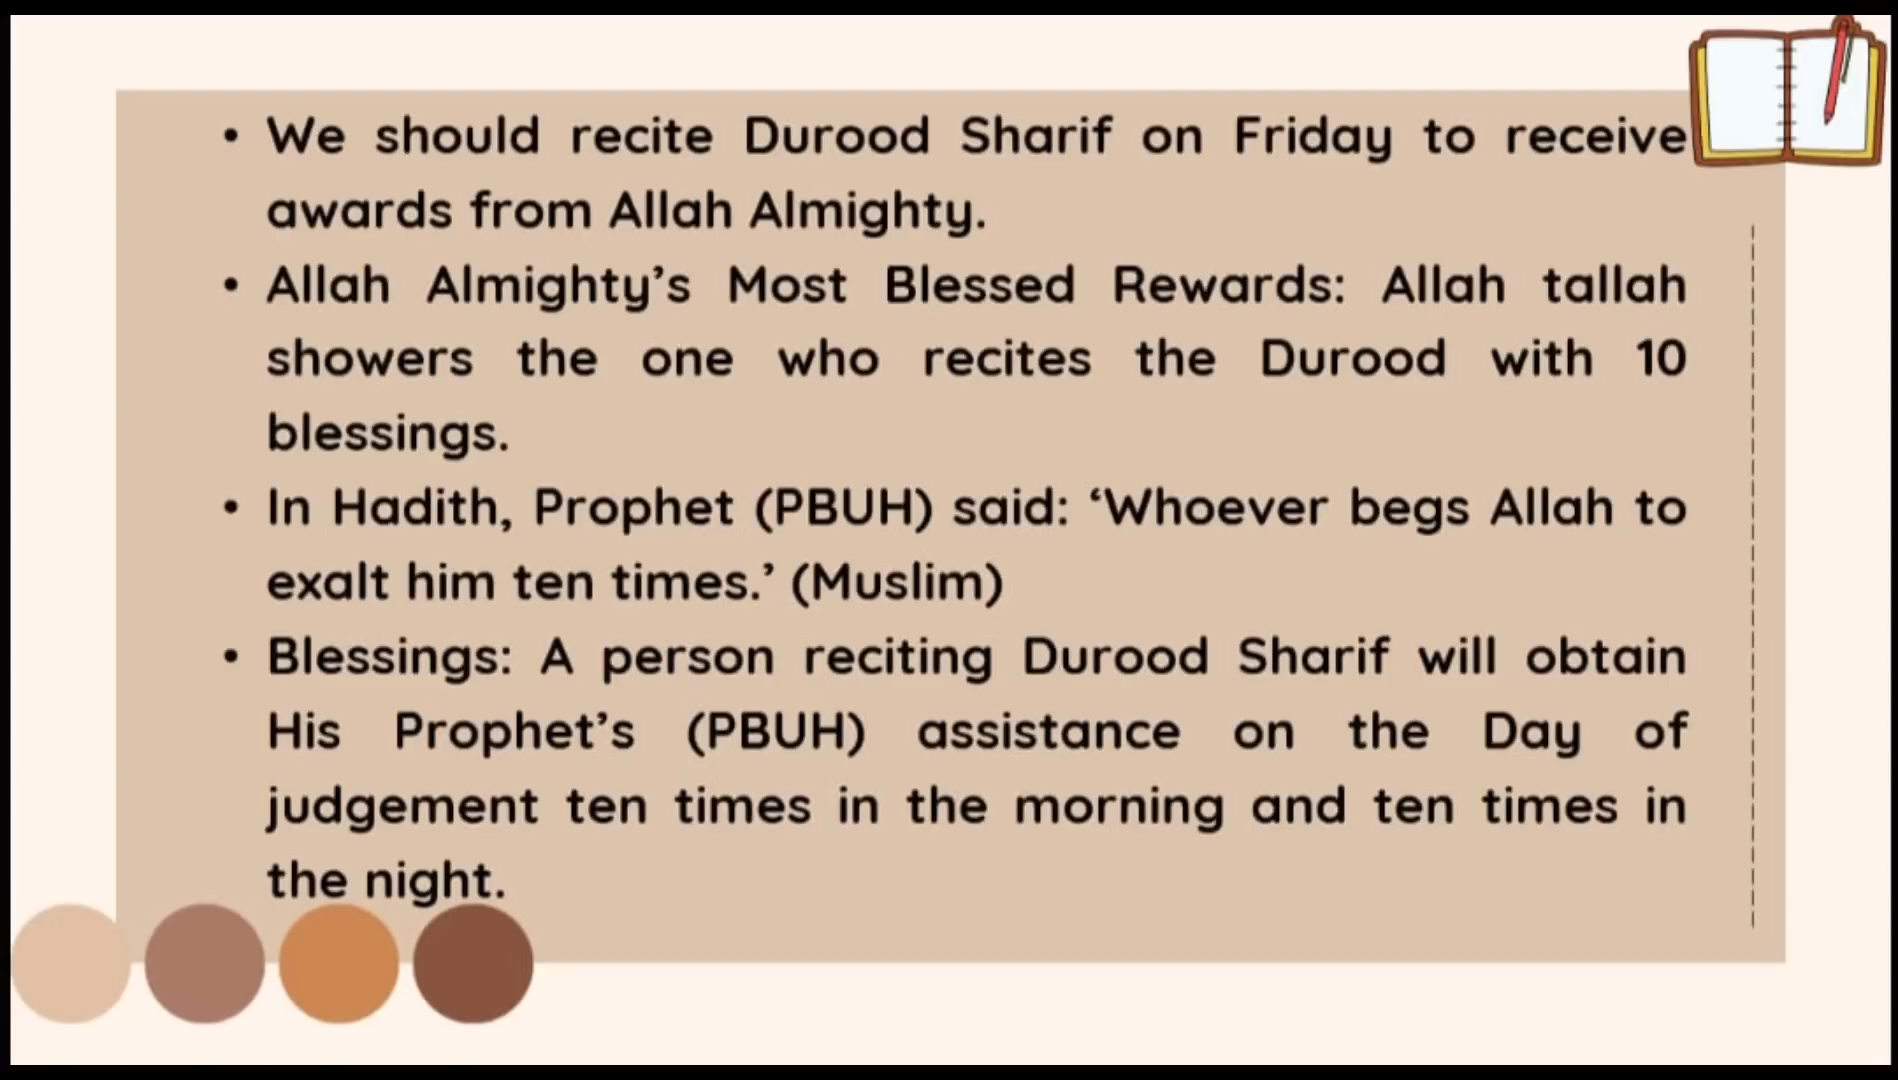 • We should recite Durood Sharif on Friday to receive
awards from Allah Almighty.
• Allah Almighty’s Most Blessed Rewards: Allah tallah
showers the one who recites the Durood with 10
blessings.
• In Hadith, Prophet (PBUH) said: ‘Whoever begs Allah to
exalt him ten times.’ (Muslim)
• Blessings: A person reciting Durood Sharif will obtain
His Prophet’s (PBUH) assistance on the Day of
judgement ten times in the morning and ten times in
the night.